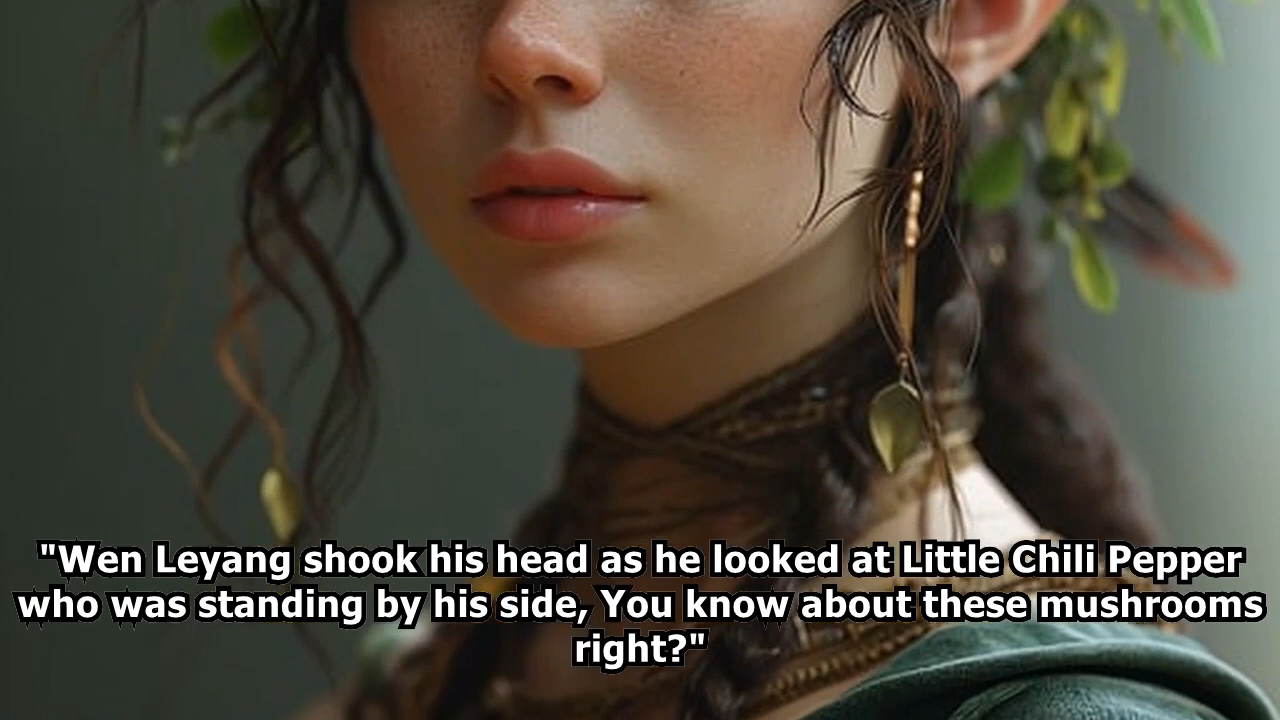 "Wen Leyang shook his head as he looked at Little Chili Pepper
who was standing by his side, You know about these mushrooms
right?"